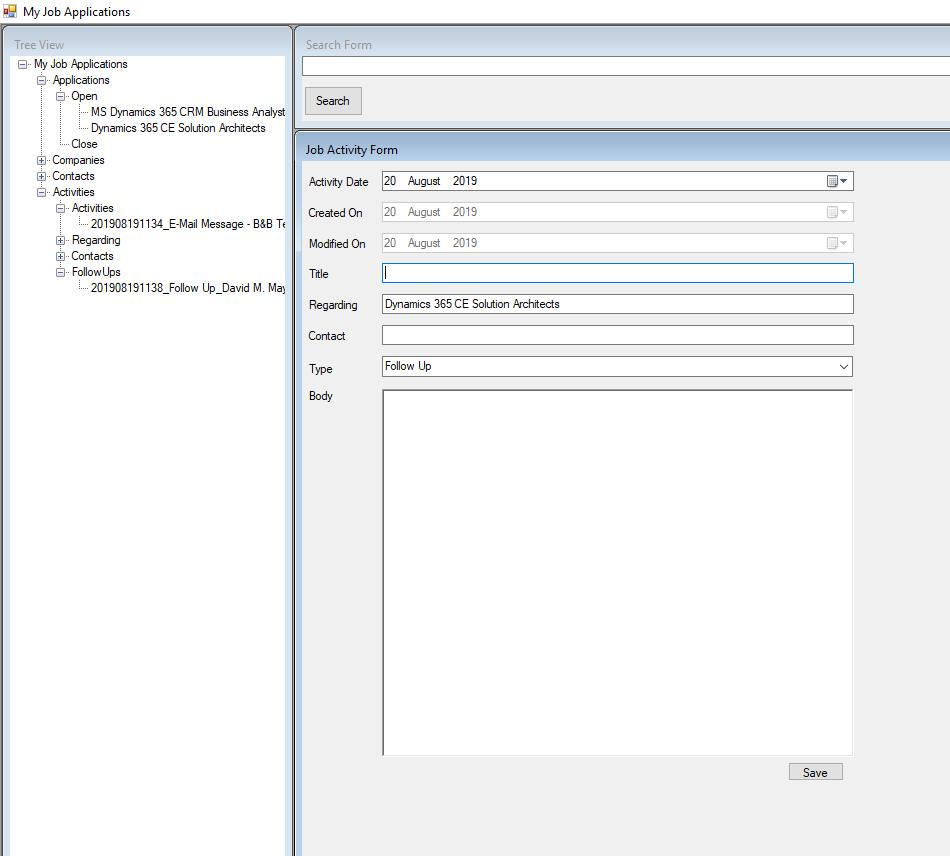 My Job Applications
Tree View
My Job Applications
Applications
Open
MS Dynamics 365 CRM Business Analyst
Dynamics 365 CE Solution Architects
Close
Companies
Contacts
Activities
Activities
201908191134_E-Mail Message - B&B Te
Regarding
Contacts
FollowUps
201908191138_Follow Up_David M. May
Search Form
Search
Job Activity Form
Activity Date 20 August 2019
Created On 20 August 2019
Modified On 20 August 2019
Title
Regarding Dynamics 365 CE Solution Architects
Contact
Type Follow Up
Body
Save